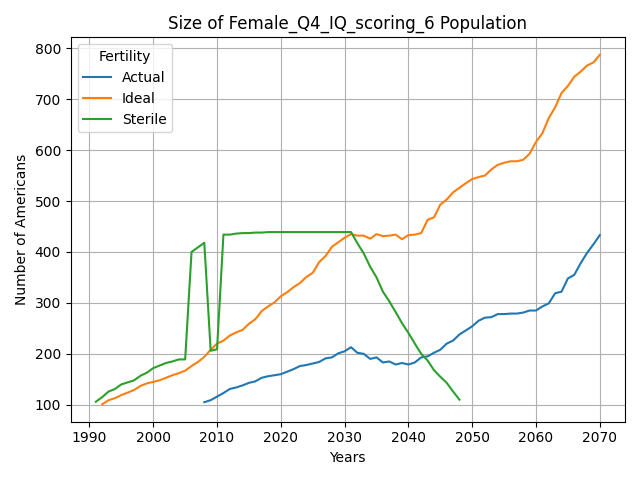 Size of Female_Q4_IQ_scoring_6 Population
Fertility
Actual
Ideal
Sterile
Number of Americans
800
700
600
500
400
300
200
100
1990
2000
2010
2020
2030
2040
2050
2060
2070
Years